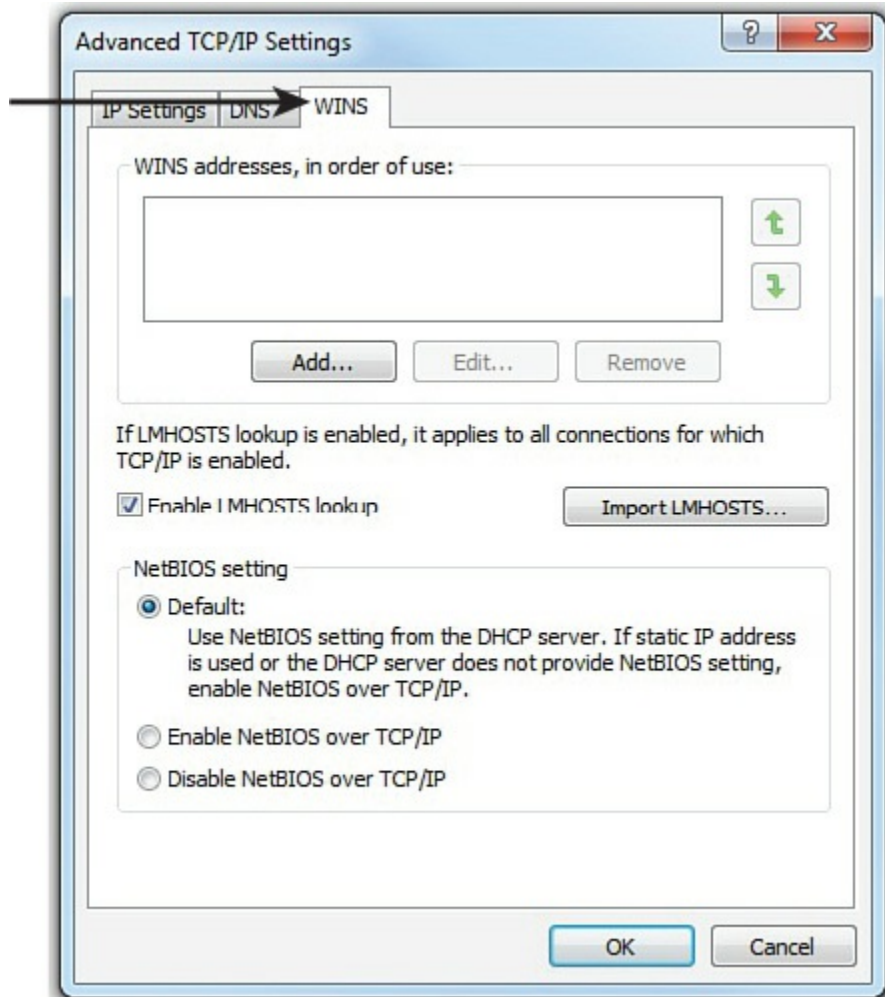 Advanced TCP/IP Settings
IP Settings DNS WINS
WINS addresses, in order of use:
Add... Edit... Remove
If LMHOSTS lookup is enabled, it applies to all connections for which
TCP/IP is enabled.
Enable LMHOSTS lookup
Import LMHOSTS...
NetBIOS setting
Default:
Use NetBIOS setting from the DHCP server. If static IP address
is used or the DHCP server does not provide NetBIOS setting,
enable NetBIOS over TCP/IP.
Enable NetBIOS over TCP/IP
Disable NetBIOS over TCP/IP
OK Cancel